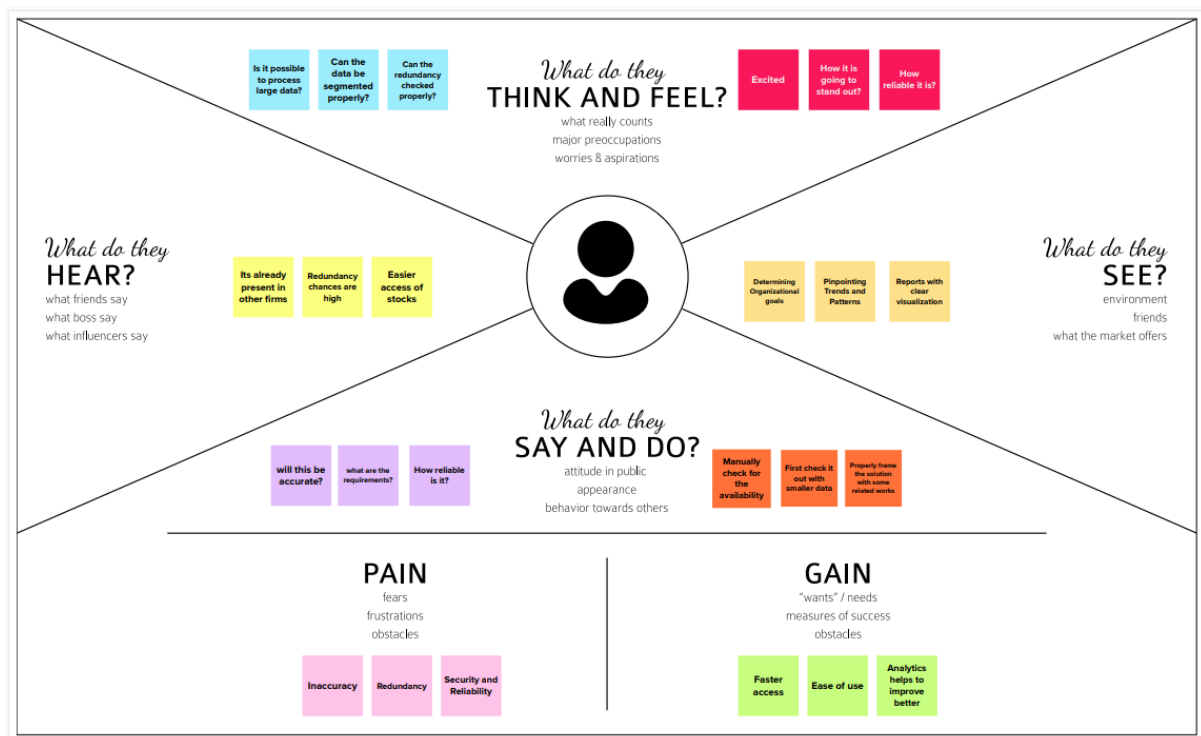 Is it possible
to process
large data?
Can the
data be
segmented
properly?
Can the
redundancy
checked
properly?
What do they
THINK AND FEEL?
what really counts
major preoccupations
worries & aspirations
Excited
How it is
going to
stand out?
How
reliable it is?
What do they
HEAR?
what friends say
what boss say
what influencers say
Its already
present in
other firms
Redundancy
chances are
high
Easier
access of
stocks
Determining
Organizational
goals
Pinpointing
Trends and
Patterns
Reports with
clear
visualization
What do they
SEE?
environment
friends
what the market offers
What do they
SAY AND DO?
attitude in public
appearance
behavior towards others
will this be
accurate?
what are the
requirements?
How reliable
is it?
Manually
check for
the
availability
First check it
out with
smaller data
Properly frame
the solution
with some
related works
PAIN
fears
frustrations
obstacles
Inaccuracy
Redundancy
Security and
Reliability
GAIN
"wants" / needs
measures of success
obstacles
Faster
access
Ease of use
Analytics
helps to
improve
better